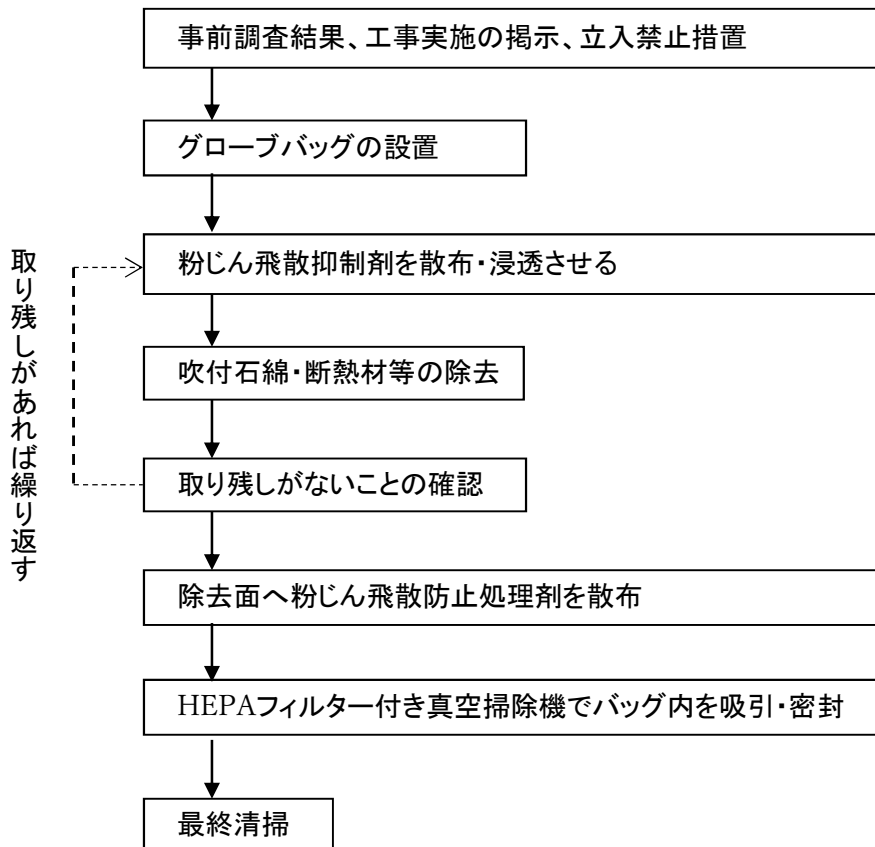 事前調査結果、工事実施の掲示、立入禁止措置
グローブバッグの設置
粉じん飛散抑制剤を散布・浸透させる
吹付石綿・断熱材等の除去
取り残しがないことの確認
取り残しがあれば繰り返す
除去面へ粉じん飛散防止処理剤を散布
HEPAフィルター付き真空掃除機でバッグ内を吸引・密封
最終清掃